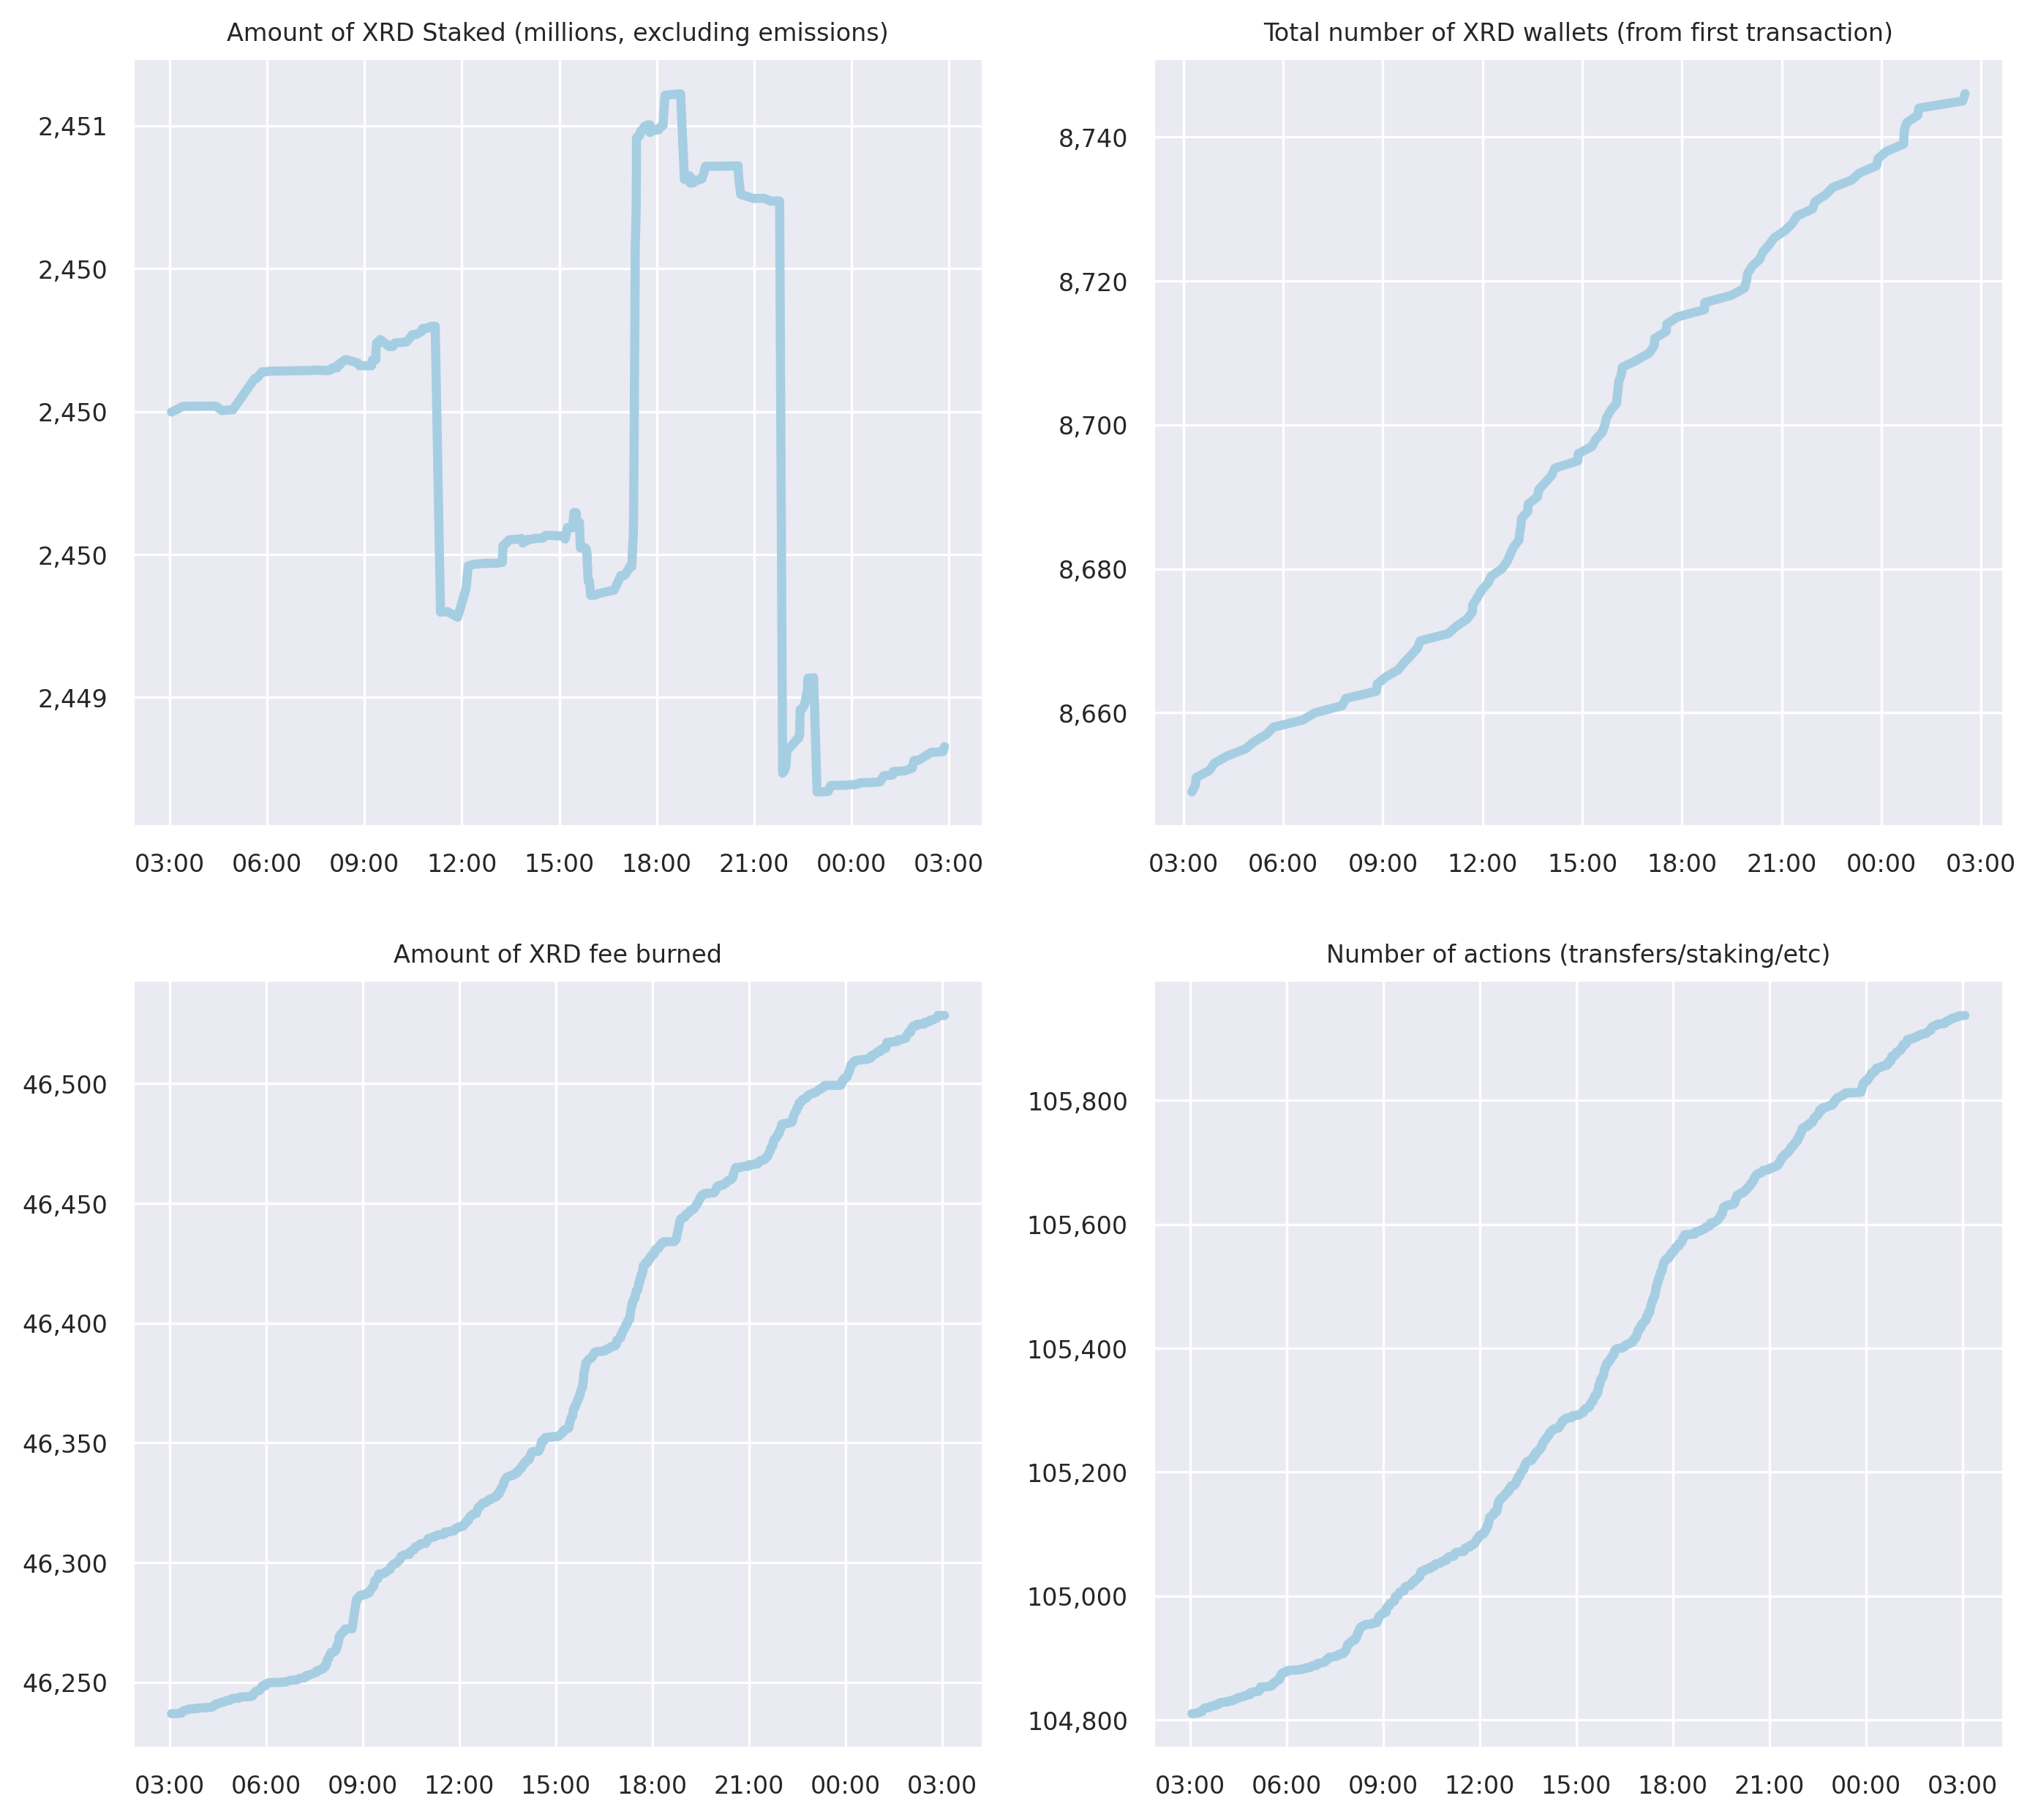 Amount of XRD Staked (millions, excluding emissions)
2,451
2,450
2,450
2,450
2,449
03:00 06:00 09:00 12:00 15:00 18:00 21:00 00:00 03:00
Total number of XRD wallets (from first transaction)
8,740
8,720
8,700
8,680
8,660
03:00 06:00 09:00 12:00 15:00 18:00 21:00 00:00 03:00
Amount of XRD fee burned
46,500
46,450
46,400
46,350
46,300
46,250
03:00 06:00 09:00 12:00 15:00 18:00 21:00 00:00 03:00
Number of actions (transfers/staking/etc)
105,800
105,600
105,400
105,200
105,000
104,800
03:00 06:00 09:00 12:00 15:00 18:00 21:00 00:00 03:00